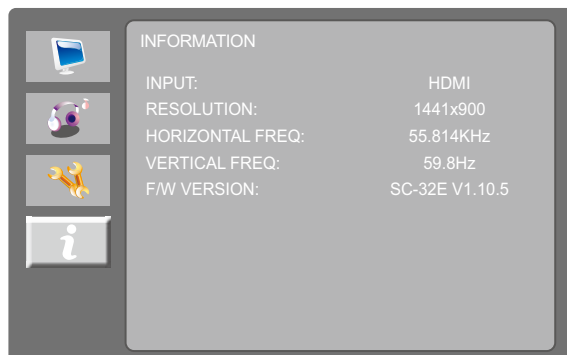 INFORMATION
INPUT: HDMI
RESOLUTION: 1441x900
HORIZONTAL FREQ: 55.814KHz
VERTICAL FREQ: 59.8Hz
F/W VERSION: SC-32E V1.10.5
i